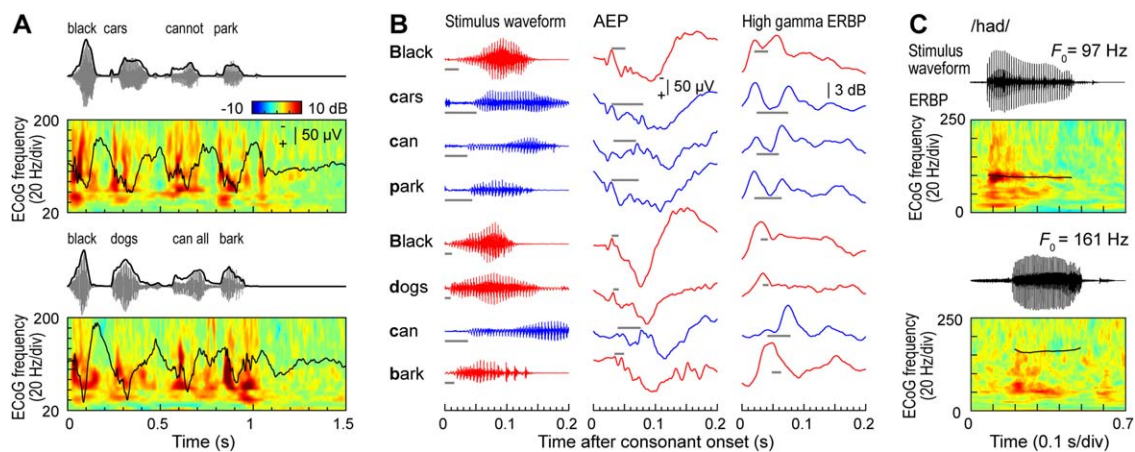 A
black cars cannot park
-10 10 dB
200
- + 50 µV
ECoG frequency
(20 Hz/div)
20
black dogs can all bark
200
ECoG frequency
(20 Hz/div)
20
0 0.5 1 1.5
Time (s)
B
Stimulus waveform AEP High gamma ERBP
Black
- + 50 µV
3 dB
cars
can
park
Black
dogs
can
bark
0 0.1 0.2 0 0.1 0.2 0 0.1 0.2
Time after consonant onset (s)
C
/had/
Stimulus
waveform
F0 = 97 Hz
ERBP
250
ECoG frequency
(20 Hz/div)
0
F0 = 161 Hz
250
ECoG frequency
(20 Hz/div)
0
0 0.7
Time (0.1 s/div)